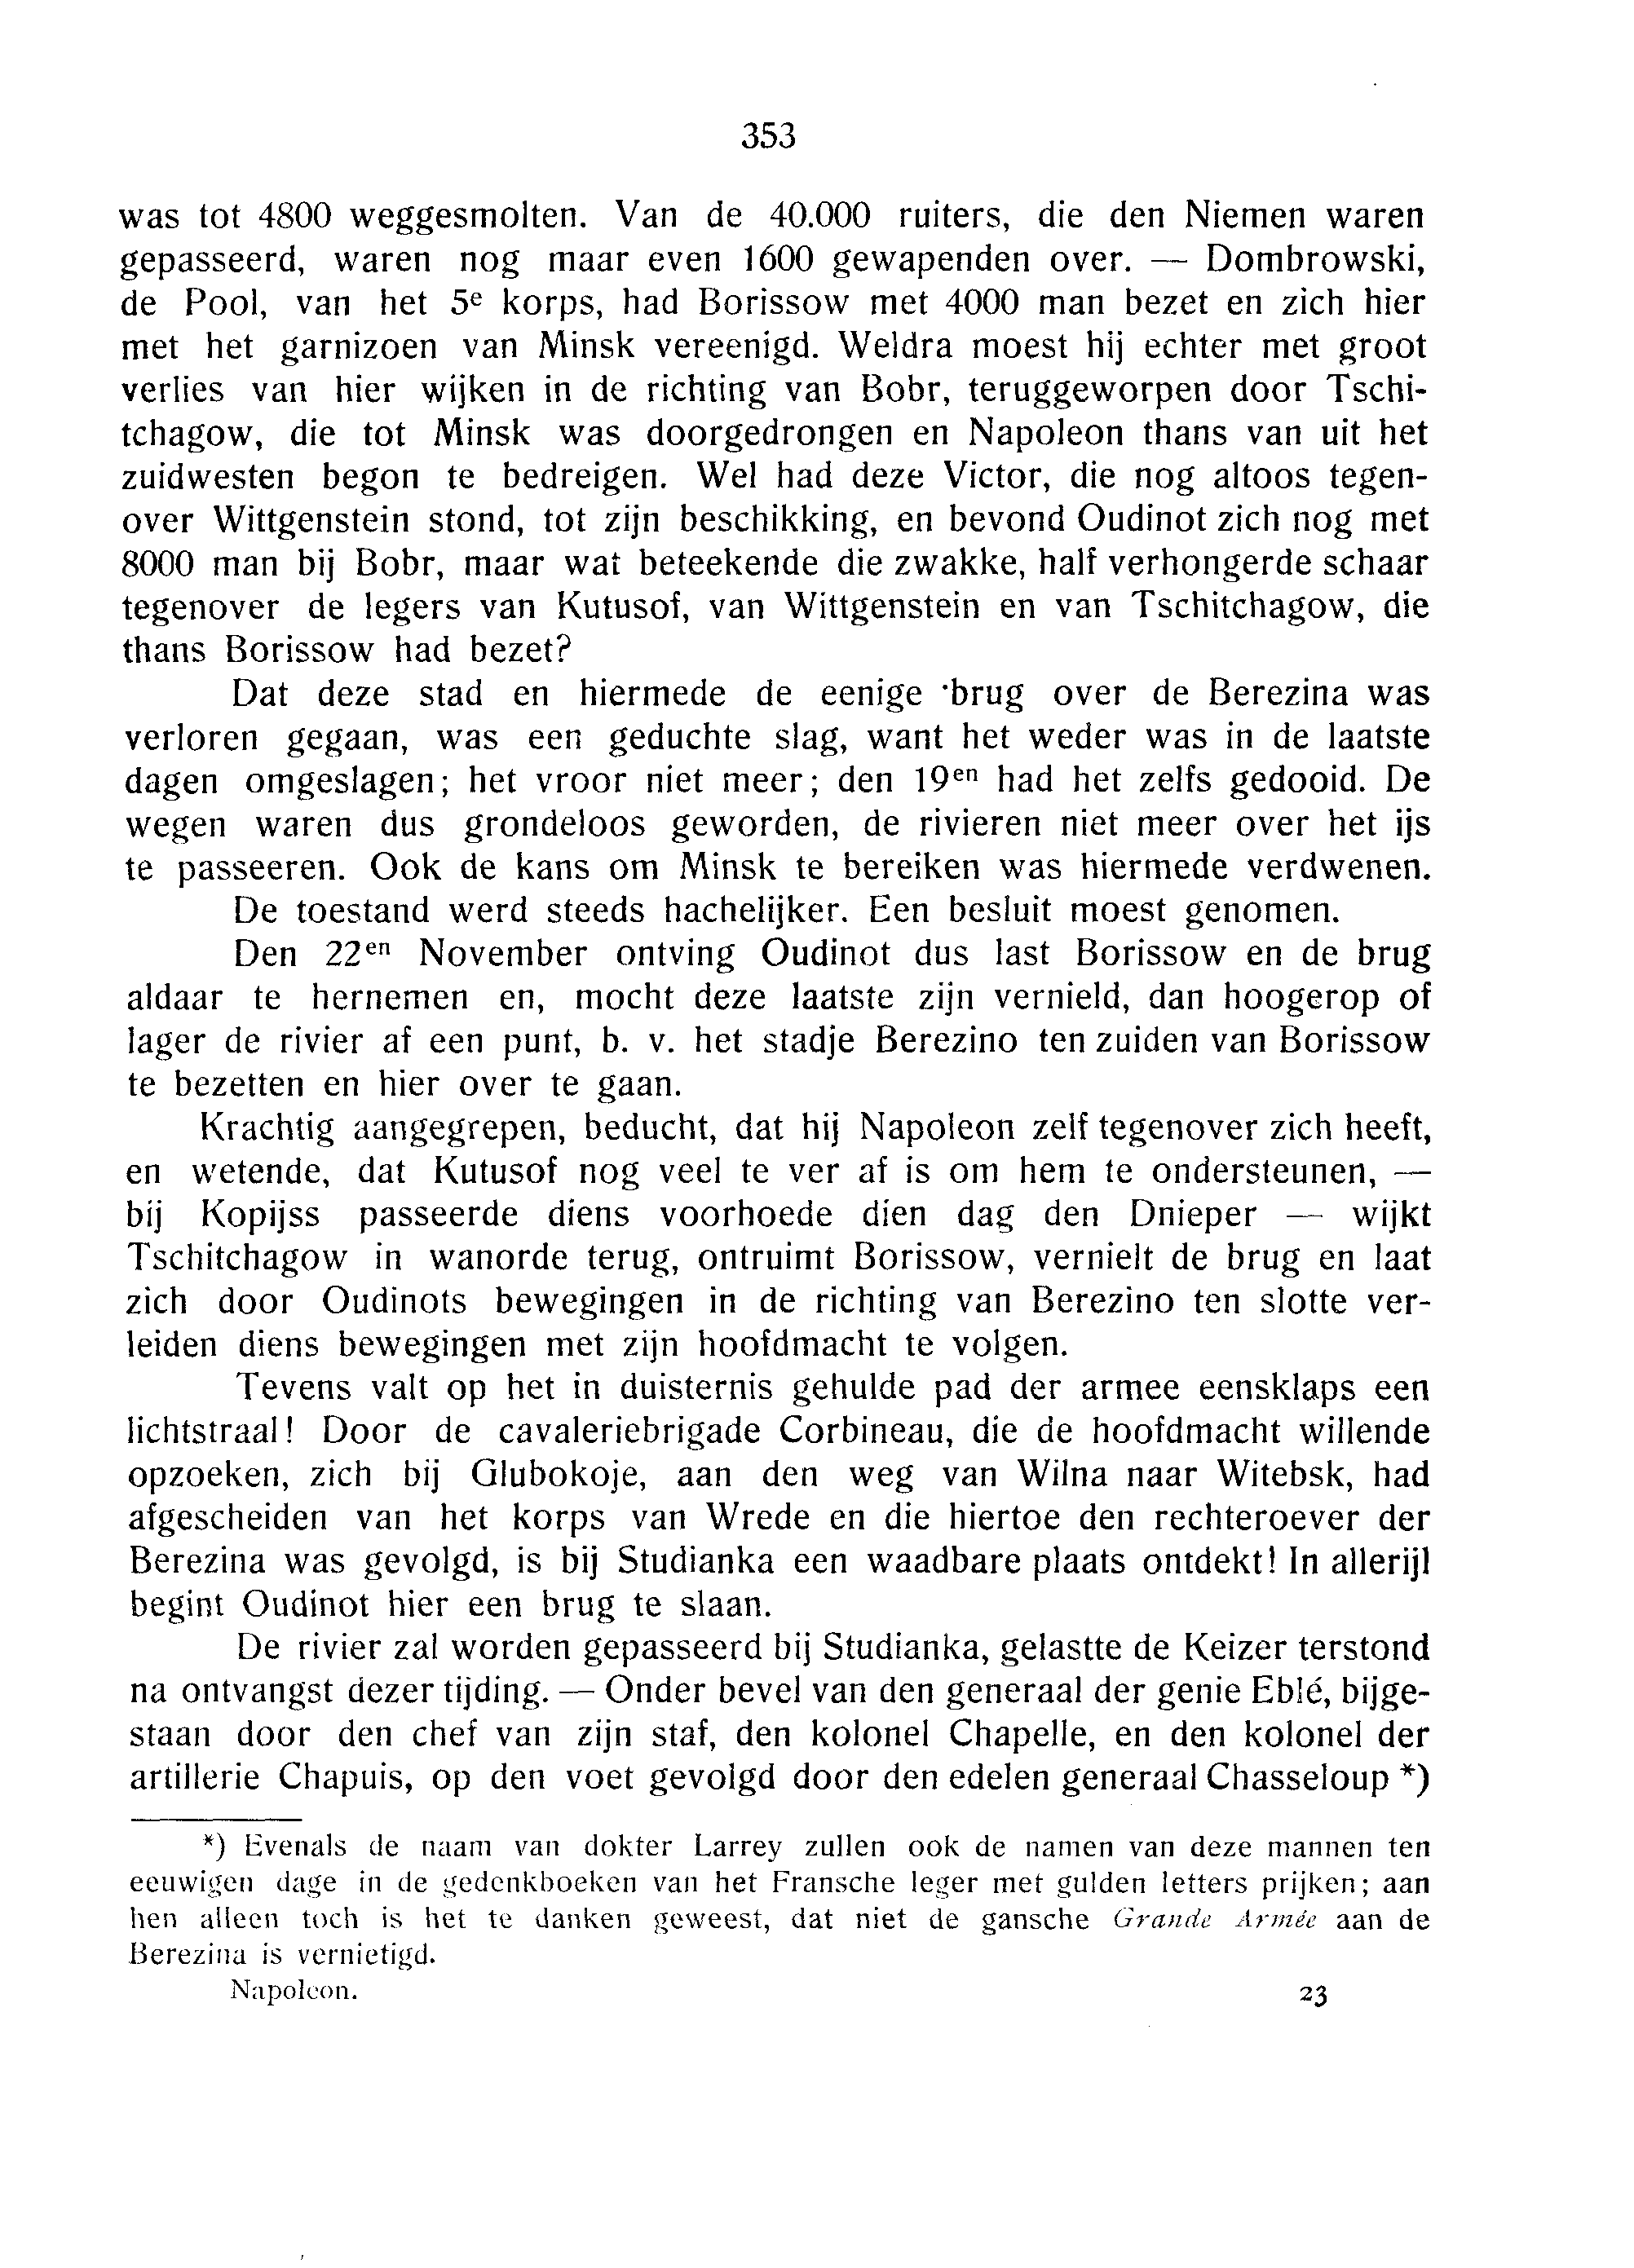 353
was tot 4800 weggesmolten. Van de 40.000 ruiters, die den Niemen waren
gepasseerd, waren nog maar even 1600 gewapenden over. — Dombrowski,
de Pool, van het 5e korps, had Borissow met 4000 man bezet en zich hier
met het garnizoen van Minsk vereenigd. Weldra moest hij echter met groot
verlies van hier wijken in de richting van Bobr, teruggeworpen door Tschi-
tchagow, die tot Minsk was doorgedrongen en Napoleon thans van uit het
zuidwesten begon te bedreigen. Wel had deze Victor, die nog altoos tegen-
over Wittgenstein stond, tot zijn beschikking, en bevond Oudinot zich nog met
8000 man bij Bobr, maar wat beteekende die zwakke, half verhongerde schaar
tegenover de legers van Kutusof, van Wittgenstein en van Tschitchagow, die
thans Borissow had bezet?
Dat deze stad en hiermede de eenige brug over de Berezina was
verloren gegaan, was een geduchte slag, want het weder was in de laatste
dagen omgeslagen; het vroor niet meer; den 19en had het zelfs gedooid. De
wegen waren dus grondeloos geworden, de rivieren niet meer over het ijs
te passeeren. Ook de kans om Minsk te bereiken was hiermede verdwenen.
De toestand werd steeds hachelijker. Een besluit moest genomen.
Den 22en November ontving Oudinot dus last Borissow en de brug
aldaar te hernemen en, mocht deze laatste zijn vernield, dan hoogerop of
lager de rivier af een punt, b. v. het stadje Berezino ten zuiden van Borissow
te bezetten en hier over te gaan.
Krachtig aangegrepen, beducht, dat hij Napoleon zelf tegenover zich heeft,
en wetende, dat Kutusof nog veel te ver af is om hem te ondersteunen, —
bij Kopijss passeerde diens voorhoede dien dag den Dnieper — wijkt
Tschitchagow in wanorde terug, ontruimt Borissow, vernielt de brug en laat
zich door Oudinots bewegingen in de richting van Berezino ten slotte ver-
leiden diens bewegingen met zijn hoofdmacht te volgen.
Tevens valt op het in duisternis gehulde pad der armee eensklaps een
lichtstraal! Door de cavaleriebrigade Corbineau, die de hoofdmacht willende
opzoeken, zich bij Glubokoje, aan den weg van Wilna naar Witebsk, had
afgescheiden van het korps van Wrede en die hiertoe den rechteroever der
Berezina was gevolgd, is bij Studianka een waadbare plaats ontdekt! In allerijl
begint Oudinot hier een brug te slaan.
De rivier zal worden gepasseerd bij Studianka, gelastte de Keizer terstond
na ontvangst dezer tijding. — Onder bevel van den generaal der genie Eblé, bijge-
staan door den chef van zijn staf, den kolonel Chapelle, en den kolonel der
artillerie Chapuis, op den voet gevolgd door den edelen generaal Chasseloup *)
*) Evenals de naam van dokter Larrey zullen ook de namen van deze mannen ten
eeuwigen dage in de gedenkboeken van het Fransche leger met gulden letters prijken; aan
hen alleen toch is het te danken geweest, dat niet de gansche Grande Armée aan de
Berezina is vernietigd.
Napoleon. 23